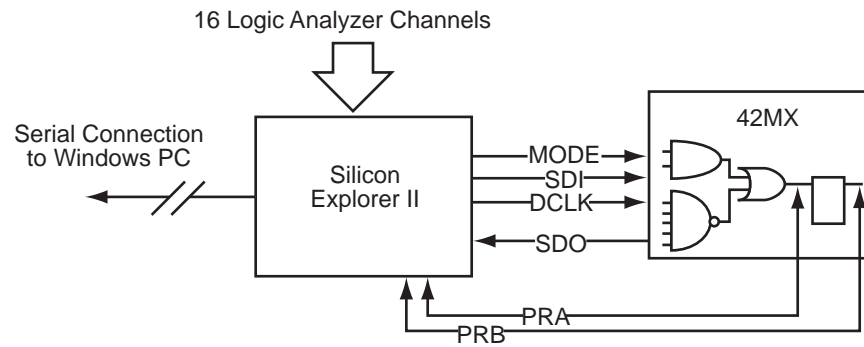 16 Logic Analyzer Channels
Serial Connection
to Windows PC
Silicon
Explorer II
MODE
SDI
DCLK
SDO
42MX
PRA
PRB